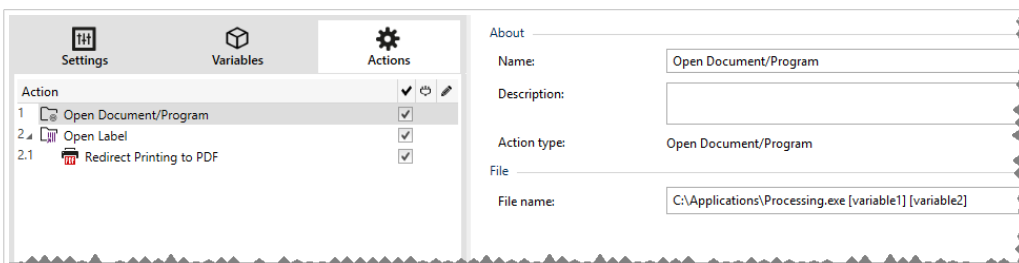 Settings
Variables
Actions
Action
1 Open Document/Program
2 Open Label
2.1 Redirect Printing to PDF
About
Name: Open Document/Program
Description:
Action type: Open Document/Program
File
File name: C:\Applications\Processing.exe [variable1] [variable2]